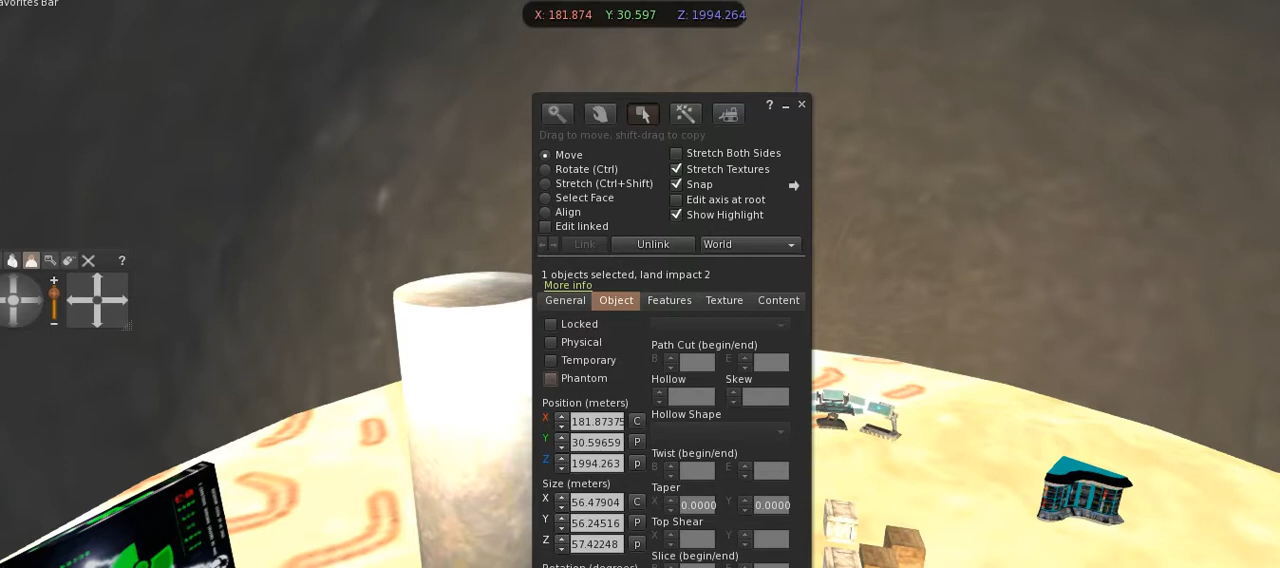 avorites Bar
X: 181.874 Y: 30.597 Z: 1994.264
? _ ×
Drag to move, shift-drag to copy
Move
Rotate (Ctrl)
Stretch (Ctrl+Shift)
Select Face
Align
Edit linked
Stretch Both Sides
Stretch Textures
Snap
Edit axis at root
Show Highlight
Link Unlink World
?
1 objects selected, land impact 2
More info
General Object Features Texture Content
Locked
Physical
Temporary
Phantom
Position (meters)
X 181.87375 C
Y 30.59659 P
Z 1994.263 p
Size (meters)
X 56.47904 C
Y 56.24516 P
Z 57.42248 p
Rotation (degrees)
Path Cut (begin/end)
B E
Hollow Skew
Hollow Shape
Twist (begin/end)
B E
Taper
X 0.0000 Y 0.0000
Top Shear
X Y
Slice (begin/end)